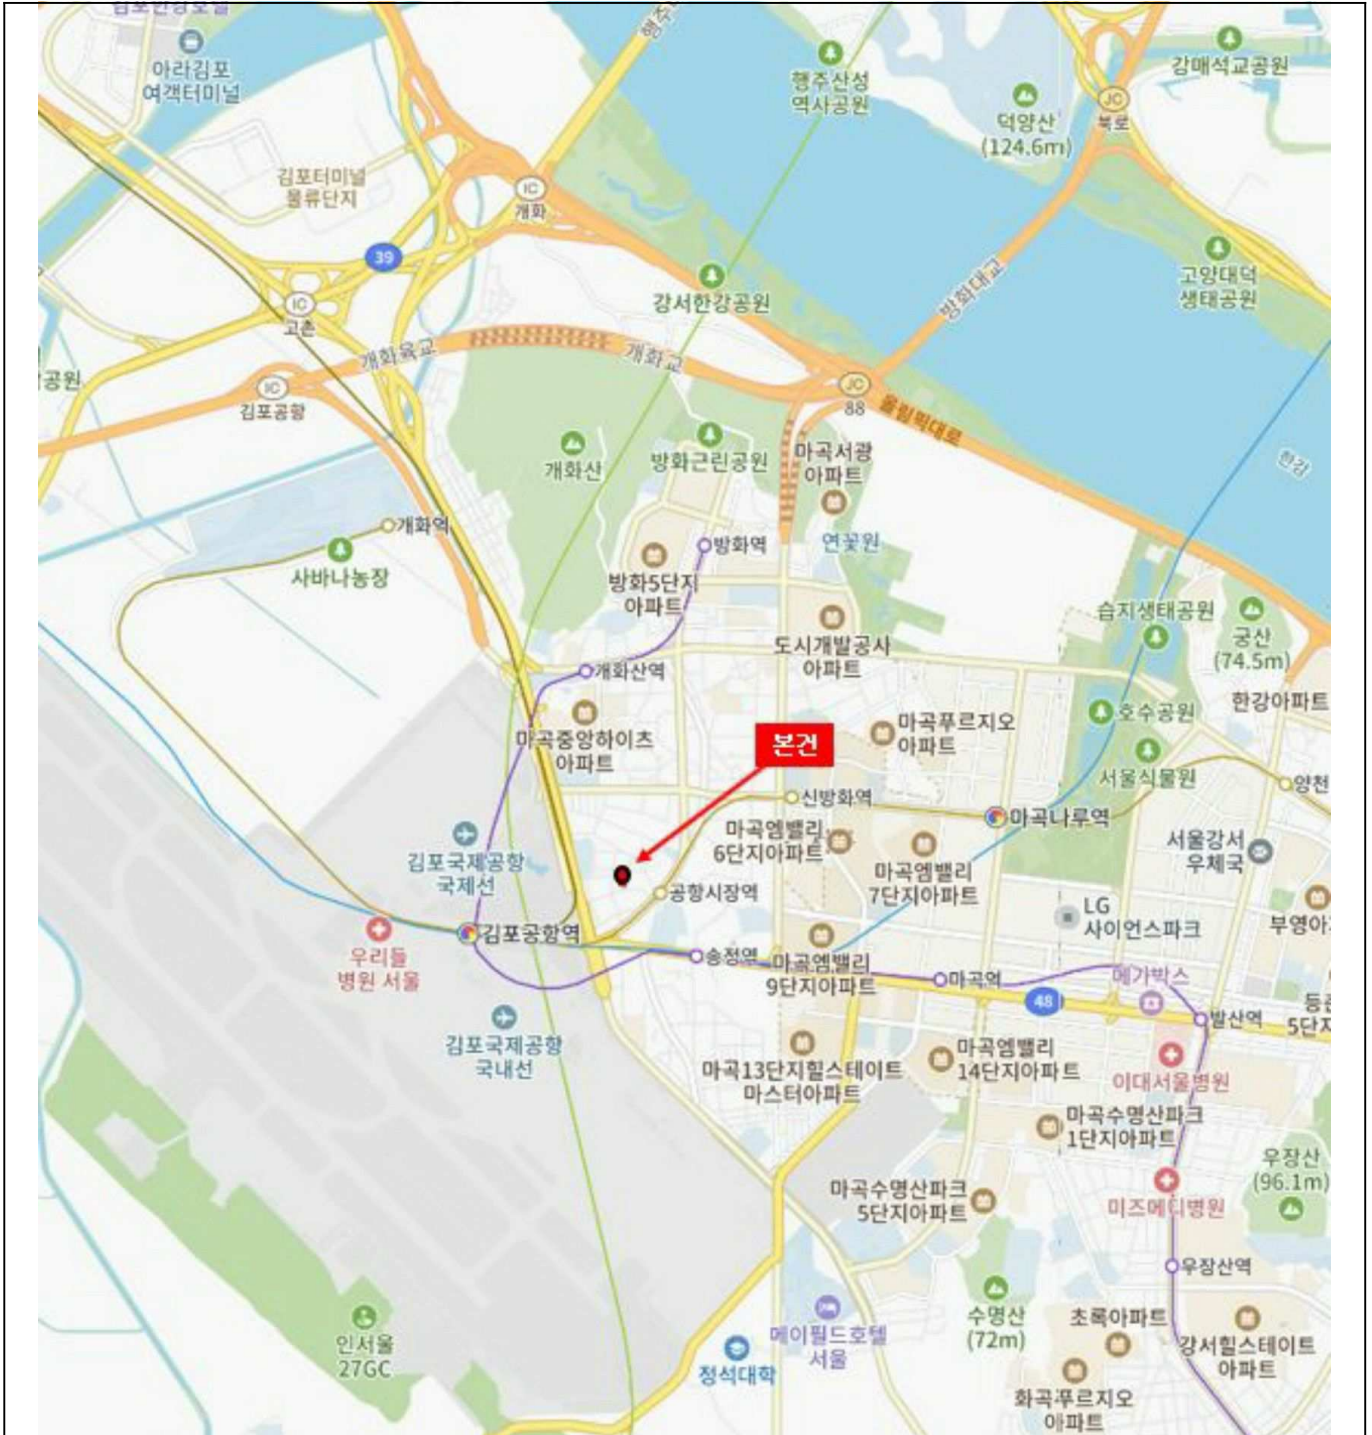 아라김포
여객터미널
행주산성
역사공원
강매석교공원
덕양산
(124.6m)
JC
북로
김포터미널
물류단지
IC
개화
39
고양대덕
생태공원
강서한강공원
방화대교
IC
고촌
개화육교
개화교
공원
IC
김포공항
JC
88
올림픽대로
마곡서광
아파트
개화산
방화근린공원
한강
개화역
방화역
연꽃원
사바나농장
방화5단지
아파트
습지생태공원
도시개발공사
아파트
궁산
(74.5m)
개화산역
한강아파트
마곡중앙하이츠
아파트
본건
마곡푸르지오
아파트
호수공원
서울식물원
양천
신방화역
마곡나루역
마곡엠밸리
6단지아파트
서울강서
우체국
김포국제공항
국제선
마곡엠밸리
7단지아파트
공항시장역
LG
사이언스파크
부영아
김포공항역
우리들
병원 서울
송정역
마곡엠밸리
9단지아파트
마곡역
메가박스
48
발산역
5단지
김포국제공항
국내선
마곡13단지힐스테이트
마스터아파트
마곡엠밸리
14단지아파트
이대서울병원
마곡수명산파크
1단지아파트
우장산
(96.1m)
마곡수명산파크
5단지아파트
미즈메디병원
우장산역
인서울
27GC
메이필드호텔
서울
수명산
(72m)
초록아파트
강서힐스테이트
아파트
정석대학
화곡푸르지오
아파트